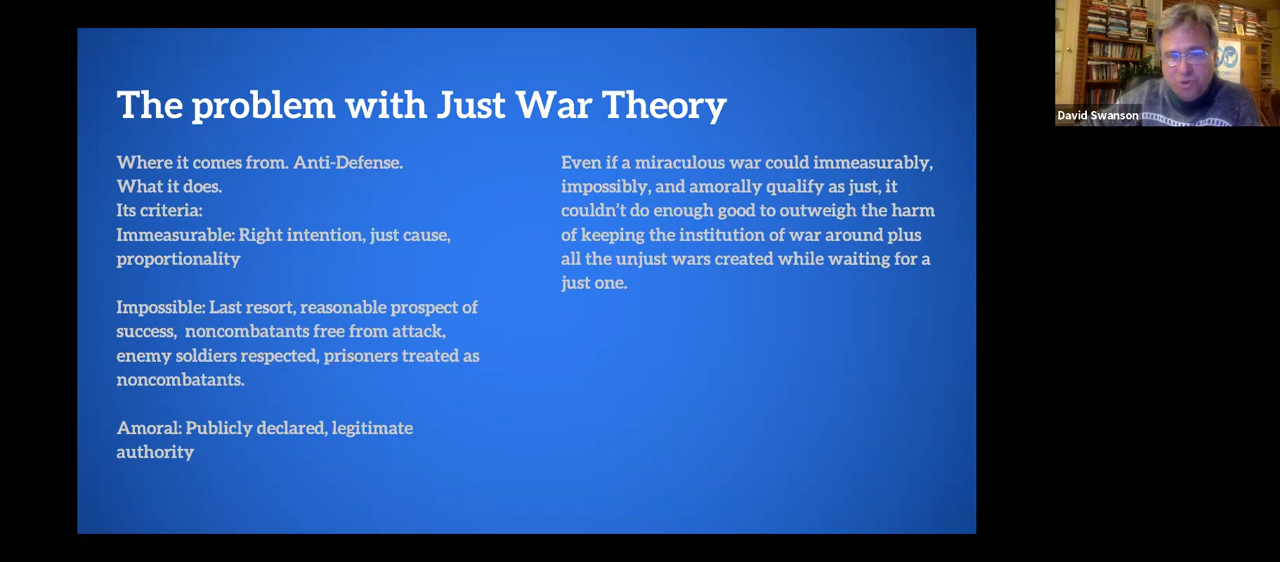 The problem with Just War Theory
Where it comes from. Anti-Defense.
What it does.
Its criteria:
Immeasurable: Right intention, just cause,
proportionality
Impossible: Last resort, reasonable prospect of
success,  noncombatants free from attack,
enemy soldiers respected, prisoners treated as
noncombatants.
Amoral: Publicly declared, legitimate
authority
Even if a miraculous war could immeasurably,
impossibly, and amorally qualify as just, it
couldn’t do enough good to outweigh the harm
of keeping the institution of war around plus
all the unjust wars created while waiting for a
just one.
David Swanson